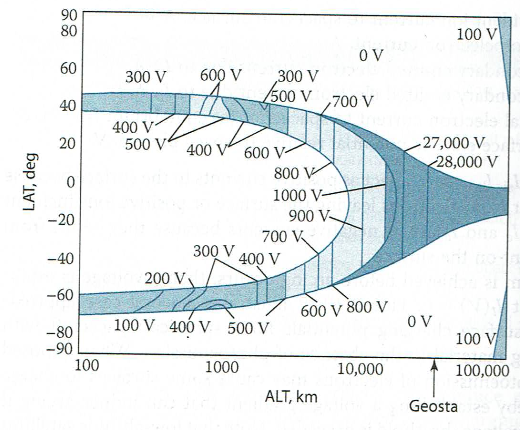 90
80
60
40
20
0
−20
−40
−60
−80
−90
LAT, deg
100 V
0 V
300 V
600 V
300 V
500 V
700 V
400 V
500 V
400 V
600 V
27,000 V
28,000 V
800 V
1000 V
900 V
700 V
300 V
400 V
200 V
100 V
400 V
500 V
600 V
800 V
0 V
100 V
100
1000
10,000
100,000
ALT, km
Geosta